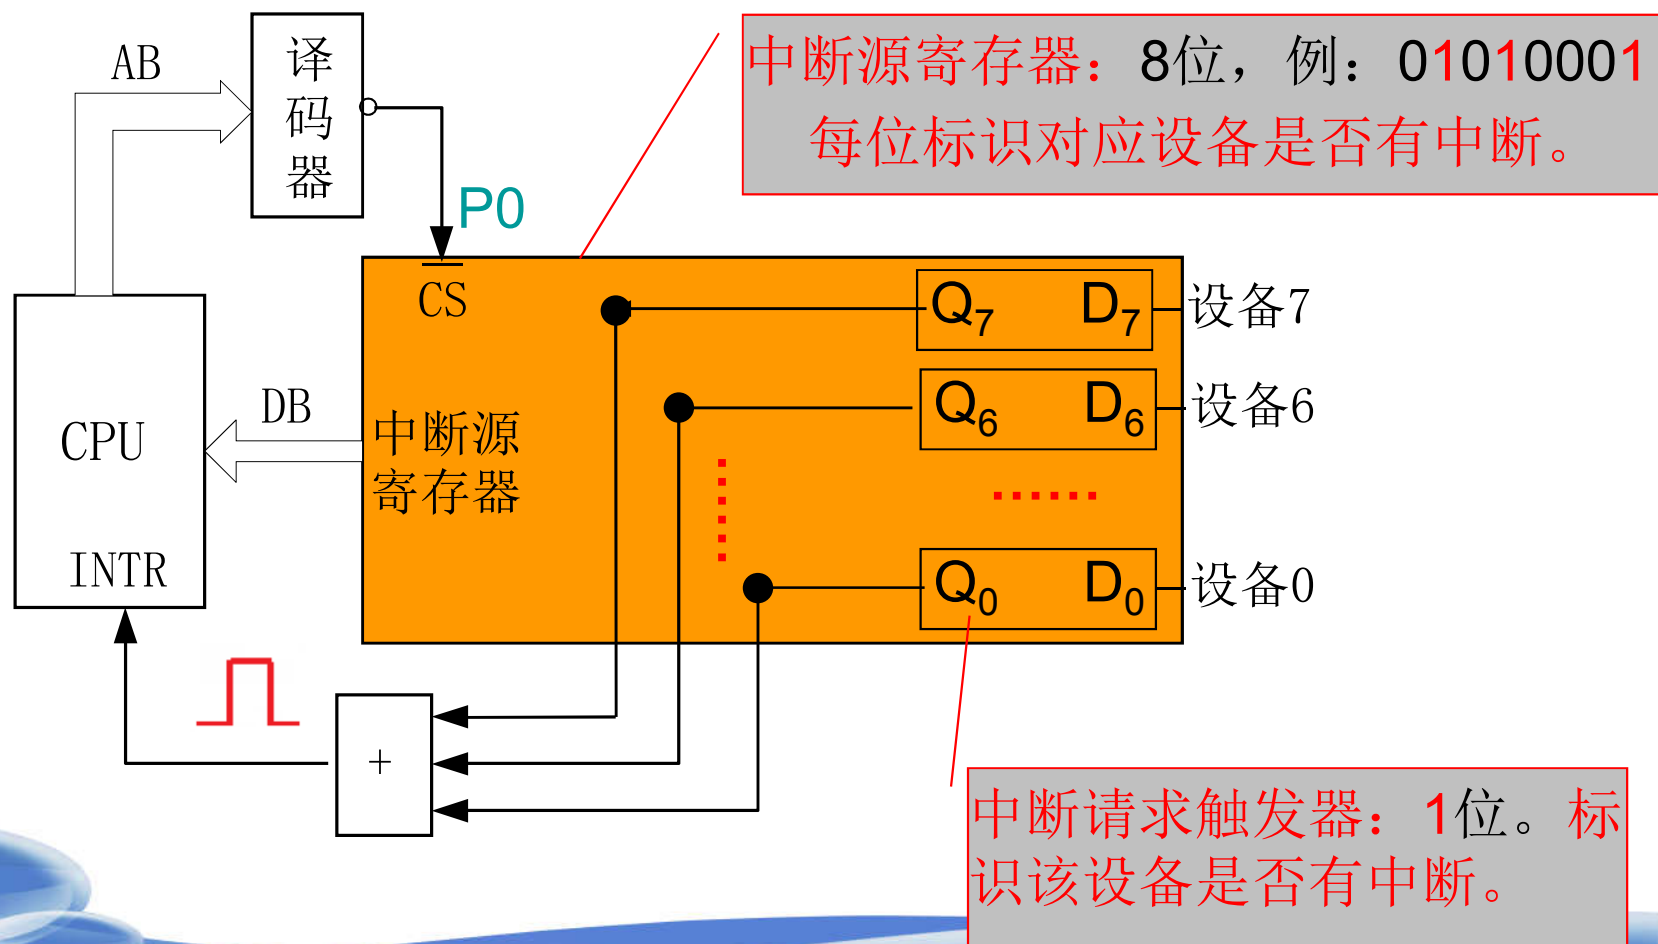 中断源寄存器：8位，例：01010001
每位标识对应设备是否有中断。
AB
译
码
器
P0
CS
Q7 D7 设备7
Q6 D6 设备6
DB
中断源
寄存器
CPU
INTR
Q0 D0 设备0
+
中断请求触发器：1位。标
识该设备是否有中断。